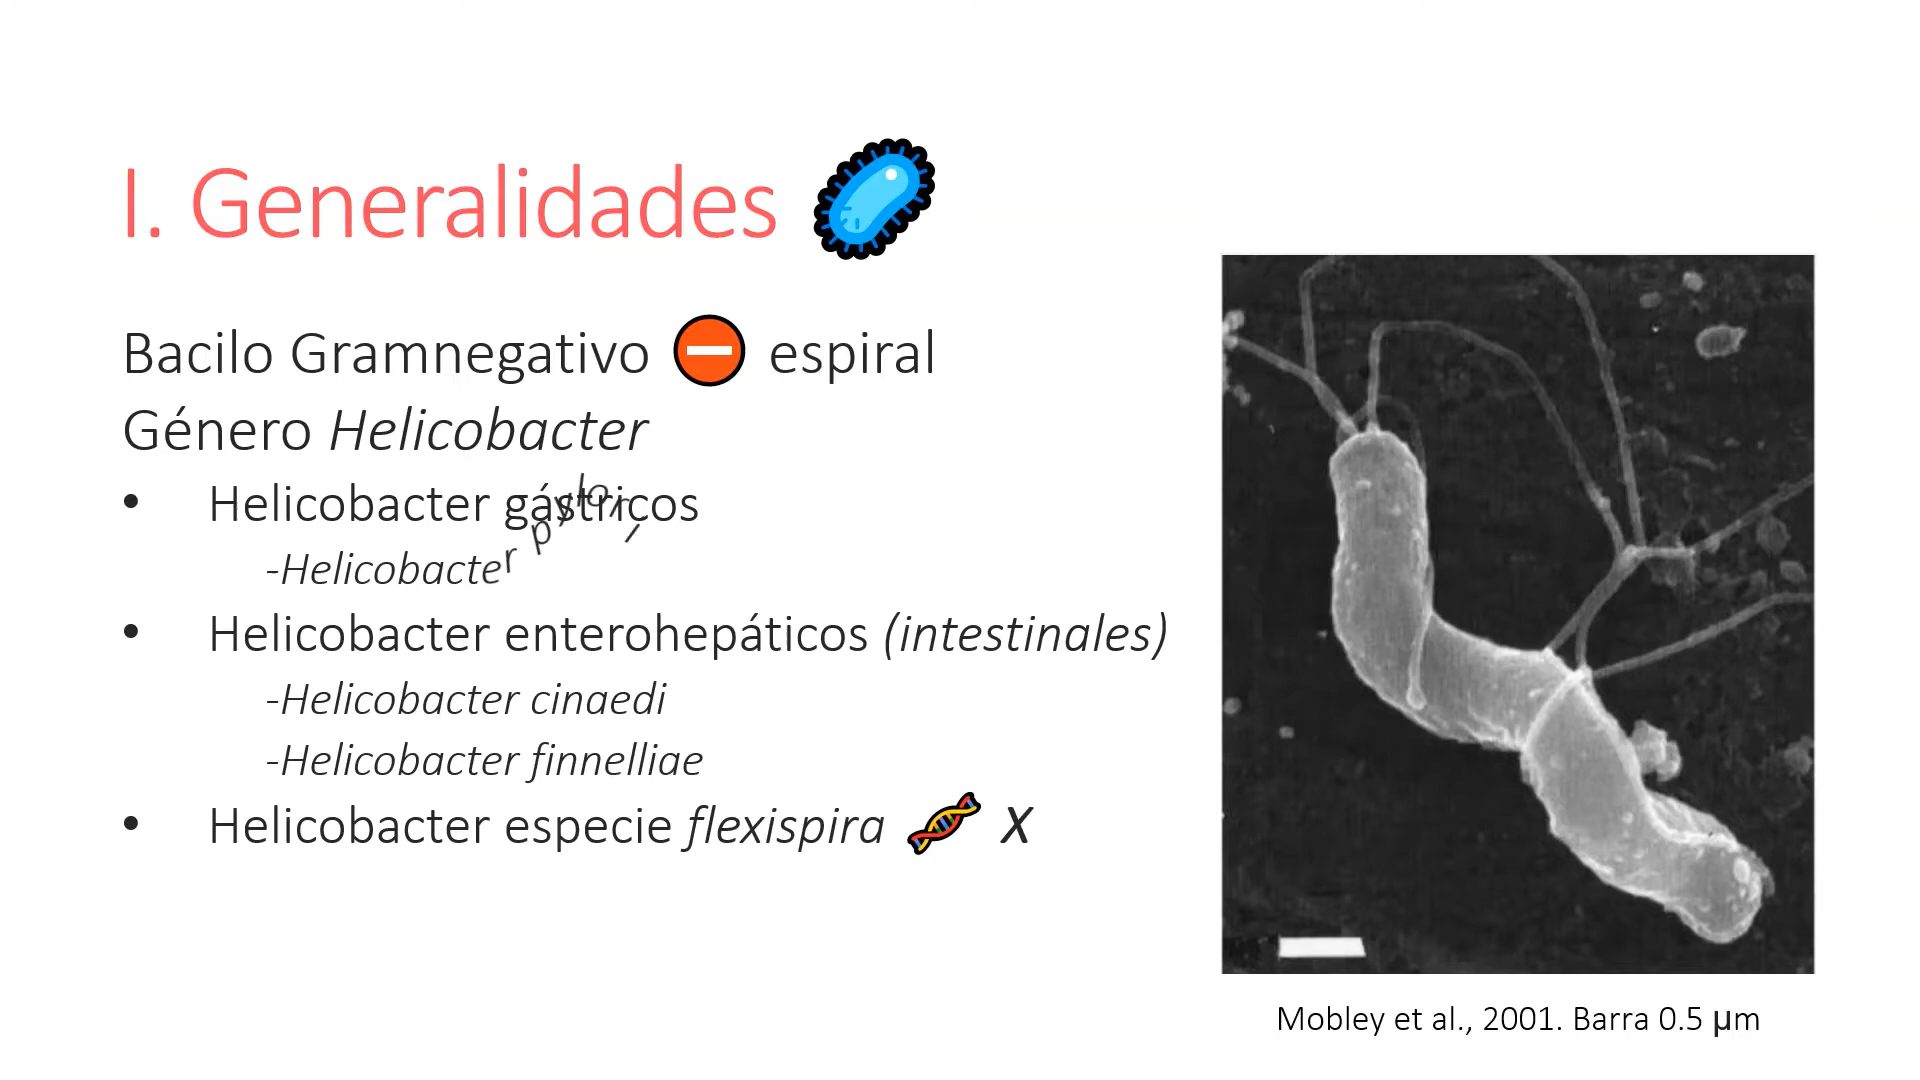 I. Generalidades
Bacilo Gramnegativo espiral
Género Helicobacter
• Helicobacter gástricos
-Helicobacter pylori
• Helicobacter enterohepáticos (intestinales)
-Helicobacter cinaedi
-Helicobacter finnelliae
• Helicobacter especie flexispira X
Mobley et al., 2001. Barra 0.5 μm